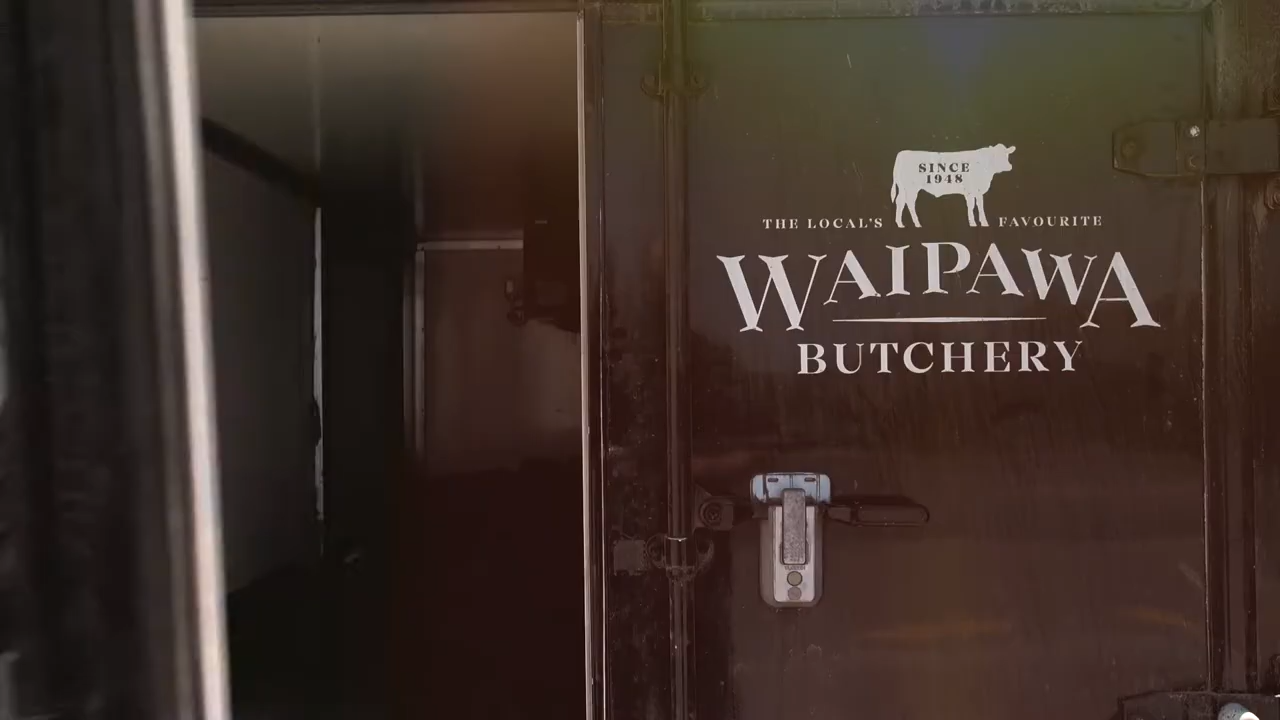 SINCE
1948
THE LOCAL'S FAVOURITE
WAIPAWA
BUTCHERY